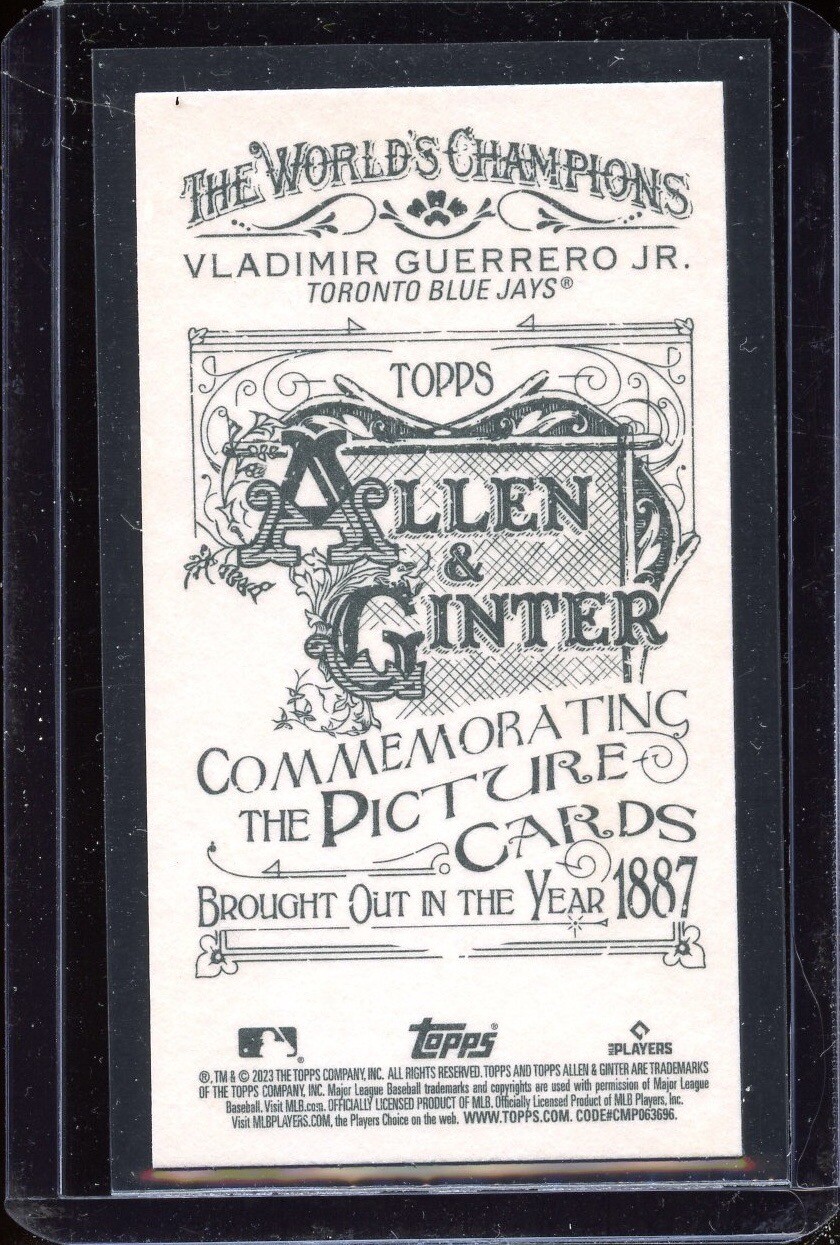 THE WORLD'S CHAMPIONS
VLADIMIR GUERRERO JR.
TORONTO BLUE JAYS®
TOPPS
ALLEN
&
GINTER
COMMEMORATING
THE PICTURE
CARDS
BROUGHT OUT IN THE YEAR 1887
topps®
MLB PLAYERS
®, TM & © 2023 THE TOPPS COMPANY, INC. ALL RIGHTS RESERVED. TOPPS AND TOPPS ALLEN & GINTER ARE TRADEMARKS
OF THE TOPPS COMPANY, INC. Major League Baseball trademarks and copyrights are used with permission of Major League
Baseball. Visit MLB.com. OFFICIALLY LICENSED PRODUCT OF MLB. Officially Licensed Product of MLB Players, Inc.
Visit MLBPLAYERS.COM, the Players Choice on the web. WWW.TOPPS.COM. CODE#CMP063696.